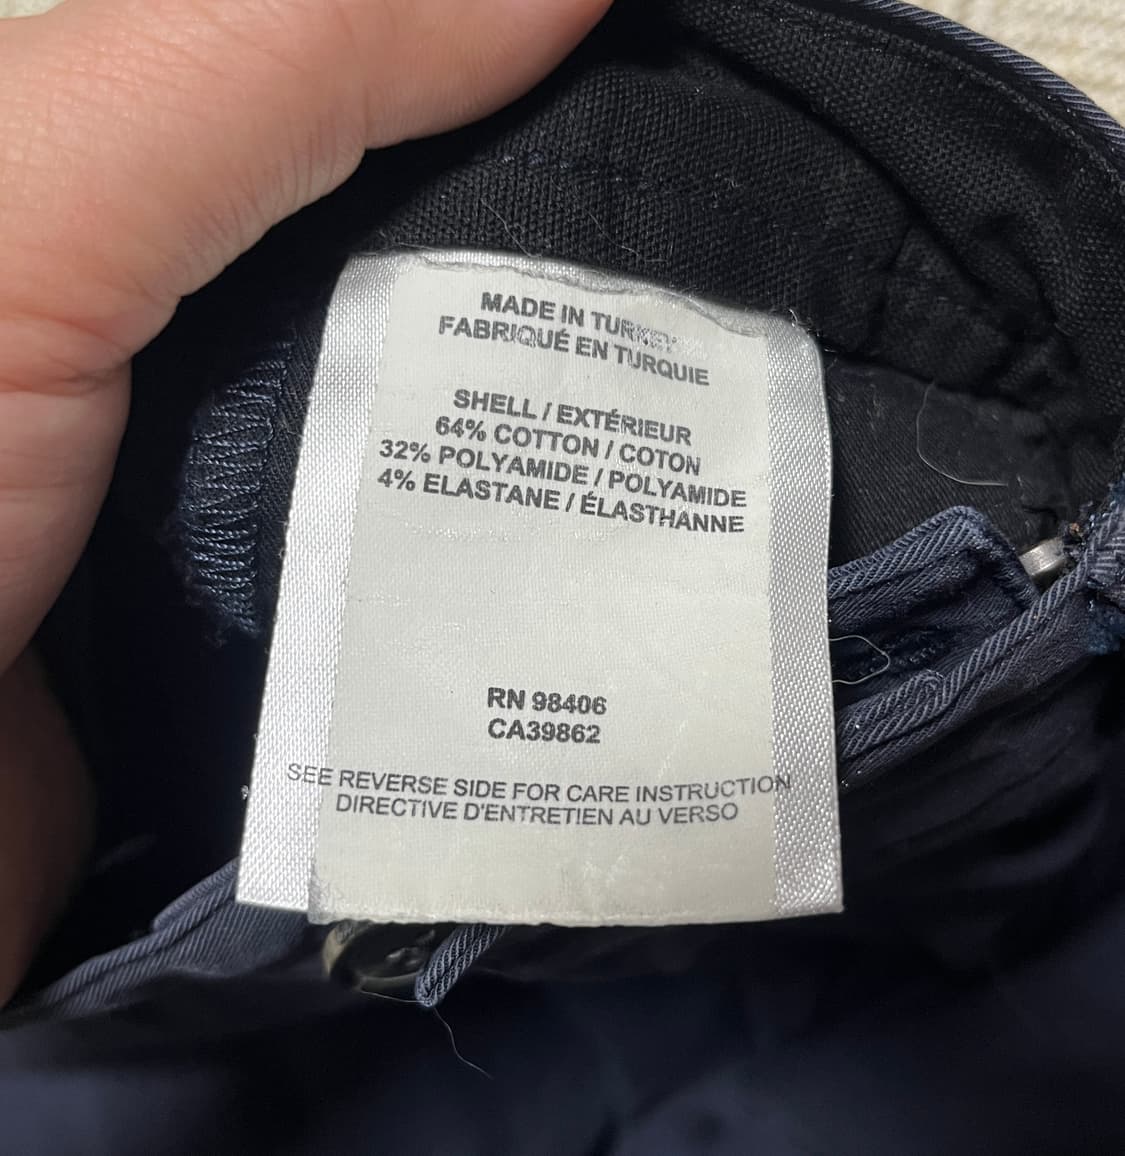 MADE IN TURKEY
FABRIQUÉ EN TURQUIE
SHELL / EXTÉRIEUR
64% COTTON / COTON
32% POLYAMIDE / POLYAMIDE
4% ELASTANE / ÉLASTHANNE
RN 98406
CA39862
SEE REVERSE SIDE FOR CARE INSTRUCTION
DIRECTIVE D'ENTRETIEN AU VERSO